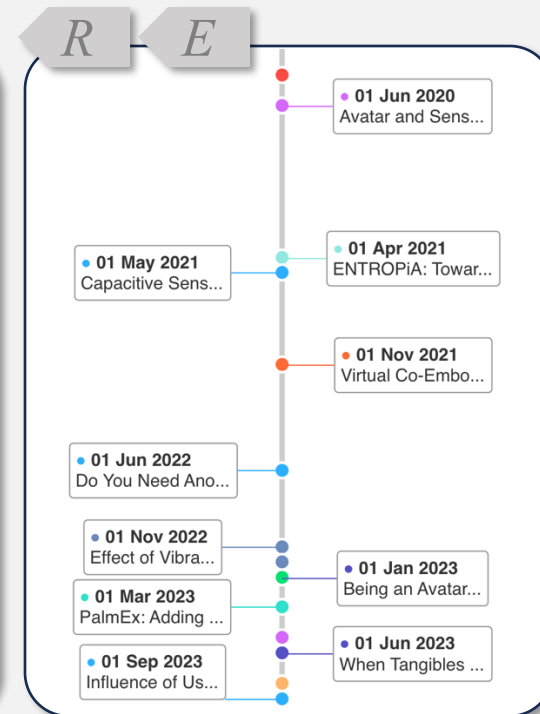 R E
01 Jun 2020
Avatar and Sens...
01 Apr 2021
ENTROPiA: Towar...
01 May 2021
Capacitive Sens...
01 Nov 2021
Virtual Co-Embo...
01 Jun 2022
Do You Need Ano...
01 Nov 2022
Effect of Vibra...
01 Jan 2023
Being an Avatar...
01 Mar 2023
PalmEx: Adding ...
01 Jun 2023
When Tangibles ...
01 Sep 2023
Influence of Us...